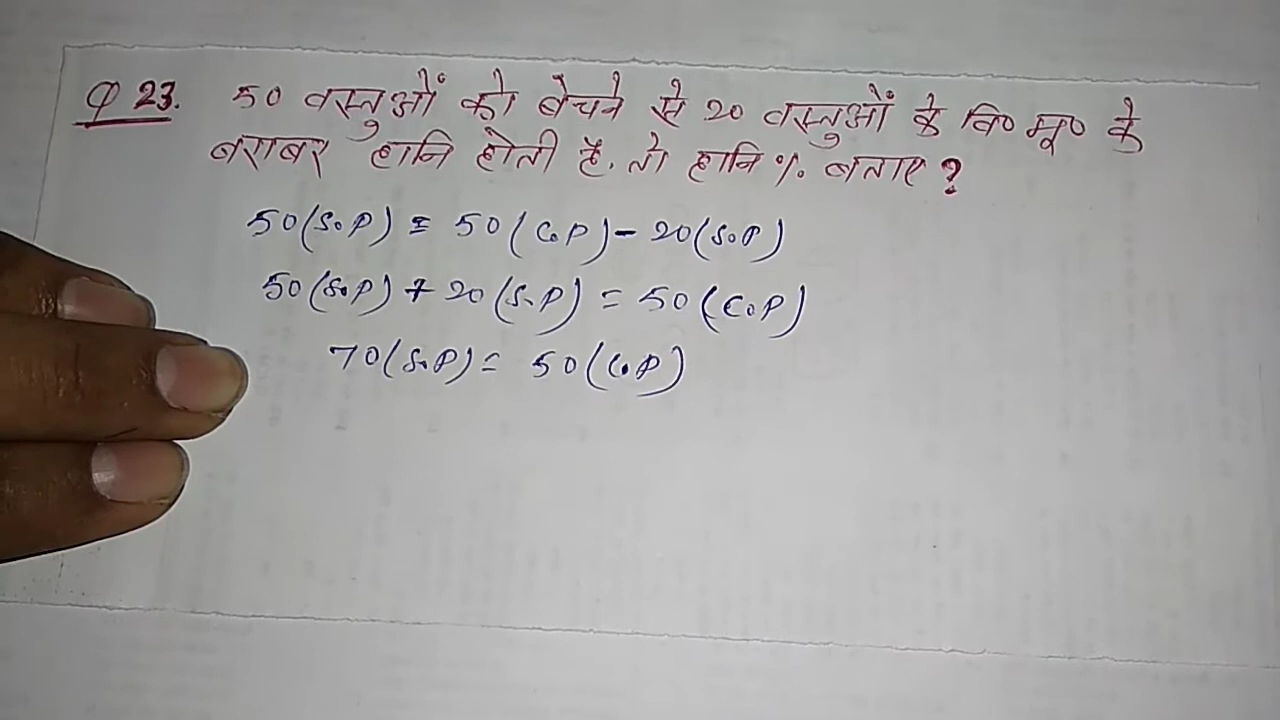 Q 23. 50 वस्तुओं को बेचने से 20 वस्तुओं के वि० मू० के
बराबर हानि होती है. तो हानि % बताए ?
50(S.P) = 50(C.P) - 20(S.P)
50(S.P) + 20(S.P) = 50(C.P)
70(S.P) = 50(C.P)